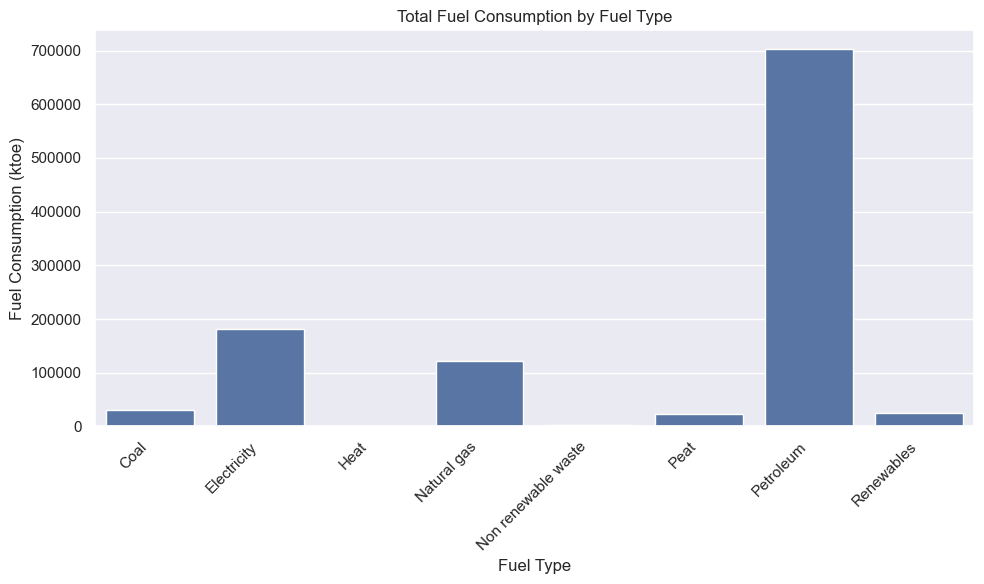 Total Fuel Consumption by Fuel Type
Fuel Consumption (ktoe)
700000
600000
500000
400000
300000
200000
100000
0
Coal
Electricity
Heat
Natural gas
Non renewable waste
Peat
Petroleum
Renewables
Fuel Type